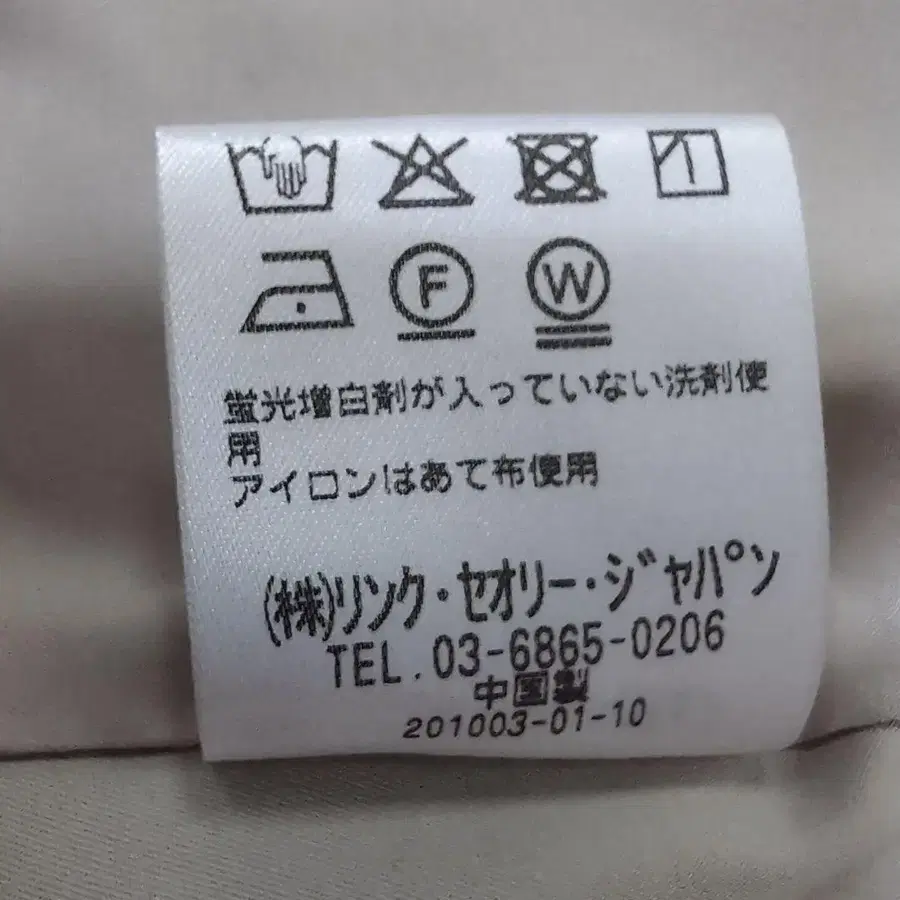 F W
蛍光増白剤が入っていない洗剤使
用
アイロンはあて布使用
(株)リンク・セオリー・ジャパン
TEL.03-6865-0206
中国製
201003-01-10